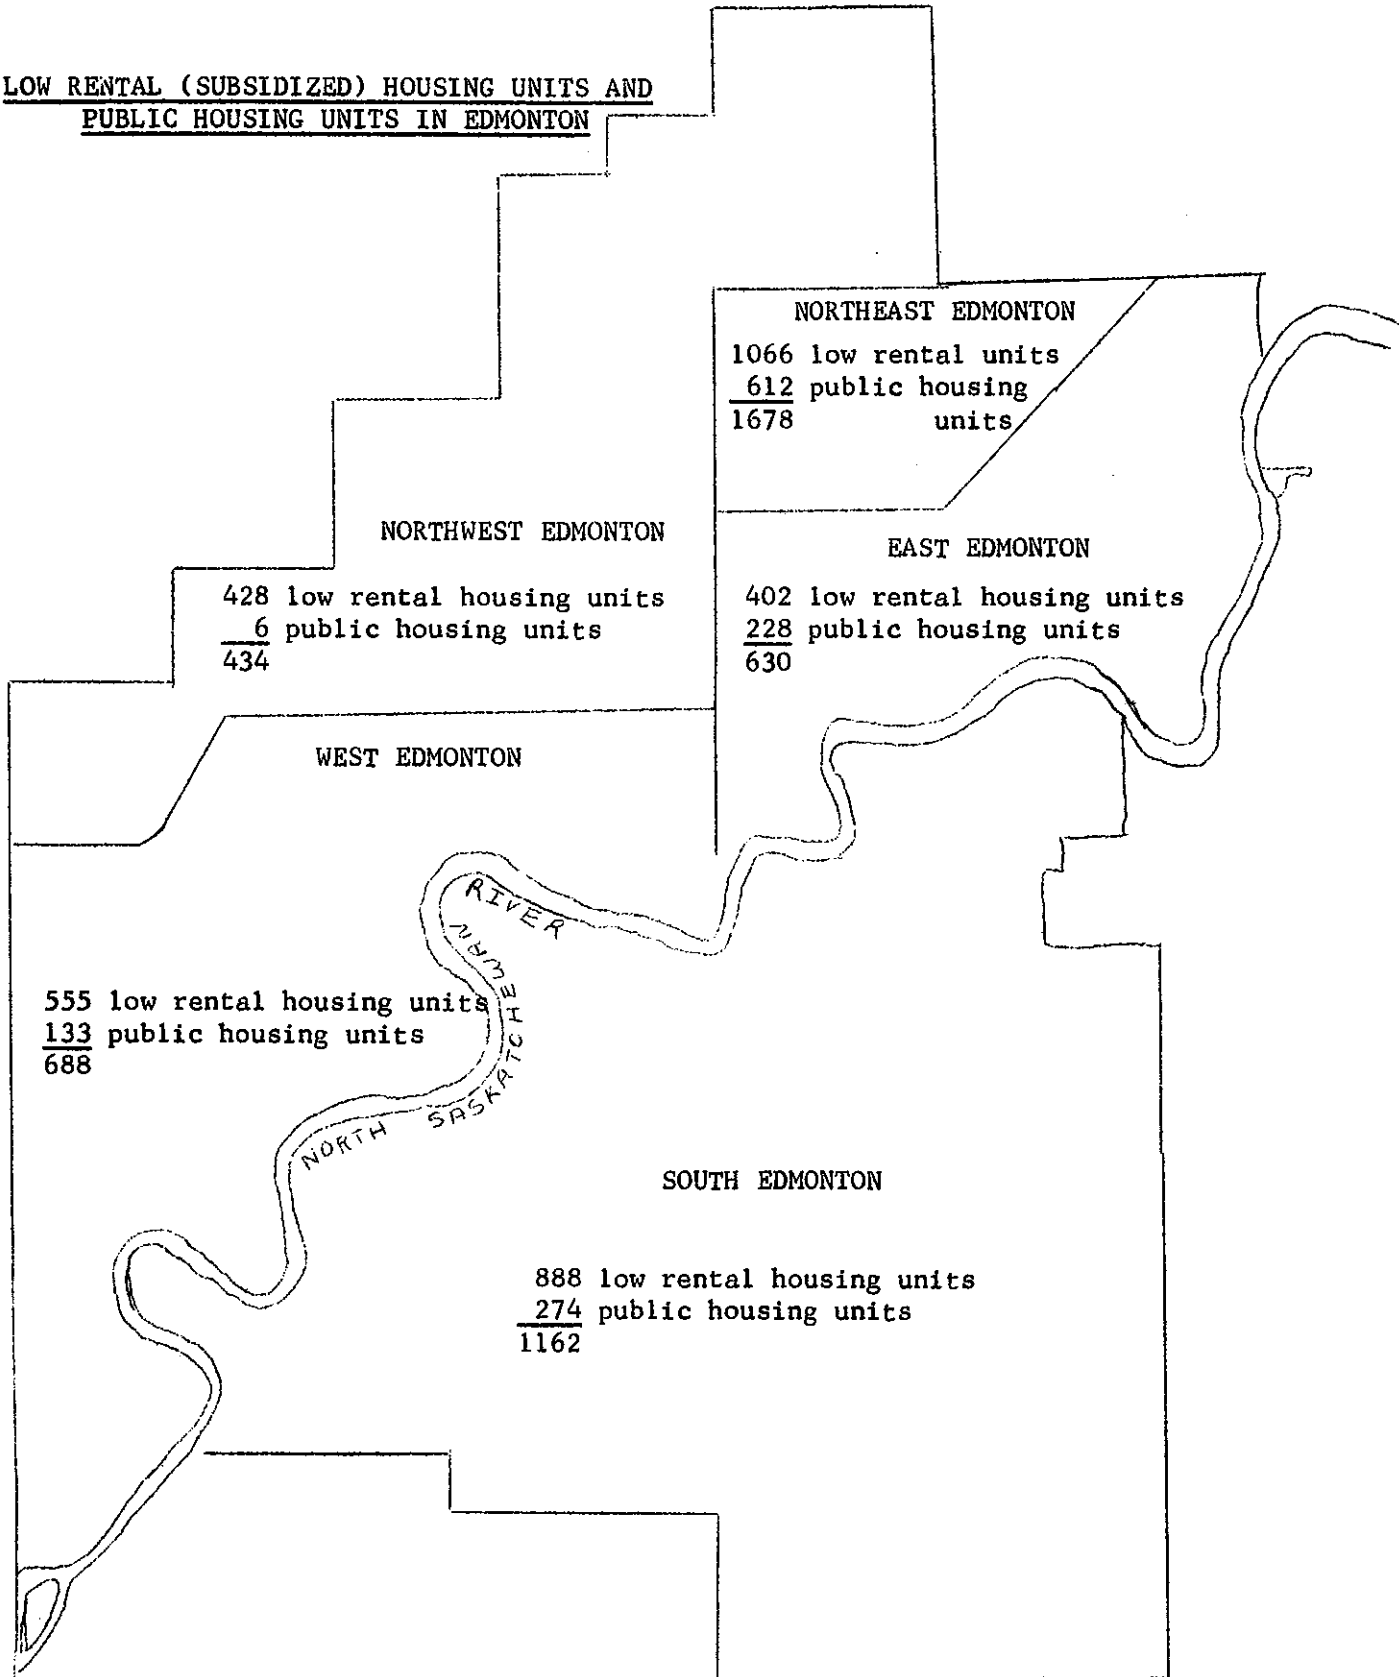 LOW RENTAL (SUBSIDIZED) HOUSING UNITS AND
PUBLIC HOUSING UNITS IN EDMONTON
NORTHEAST EDMONTON
1066 low rental units
612 public housing
1678 units
NORTHWEST EDMONTON
428 low rental housing units
6 public housing units
434
EAST EDMONTON
402 low rental housing units
228 public housing units
630
WEST EDMONTON
555 low rental housing units
133 public housing units
688
NORTH SASKATCHEWAN RIVER
SOUTH EDMONTON
888 low rental housing units
274 public housing units
1162